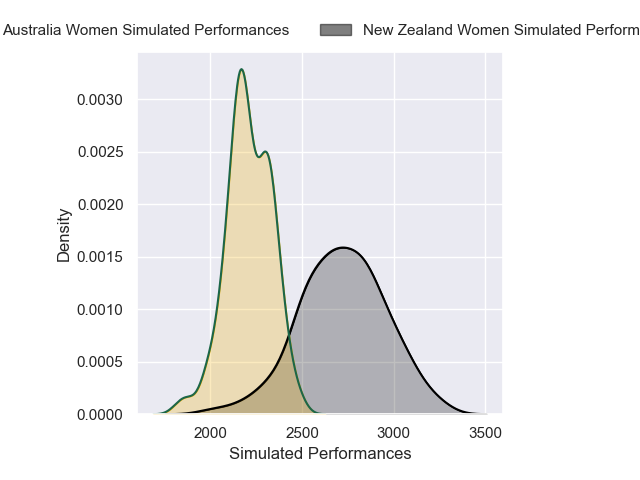 Australia Women Simulated Performances New Zealand Women Simulated Perform
0.0030
0.0025
0.0020
0.0015
0.0010
0.0005
0.0000
Density
2000 2500 3000 3500
Simulated Performances